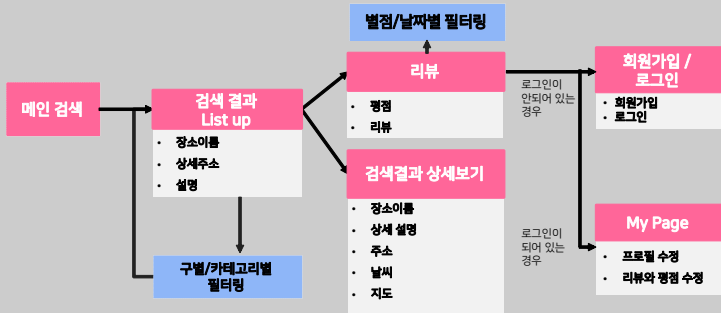 메인 검색
검색 결과
List up
• 장소이름
• 상세주소
• 설명
구별/카테고리별
필터링
별점/날짜별 필터링
리뷰
• 평점
• 리뷰
검색결과 상세보기
• 장소이름
• 상세 설명
• 주소
• 날씨
• 지도
로그인이
안되어 있는
경우
회원가입 /
로그인
• 회원가입
• 로그인
로그인이
되어 있는
경우
My Page
• 프로필 수정
• 리뷰와 평점 수정